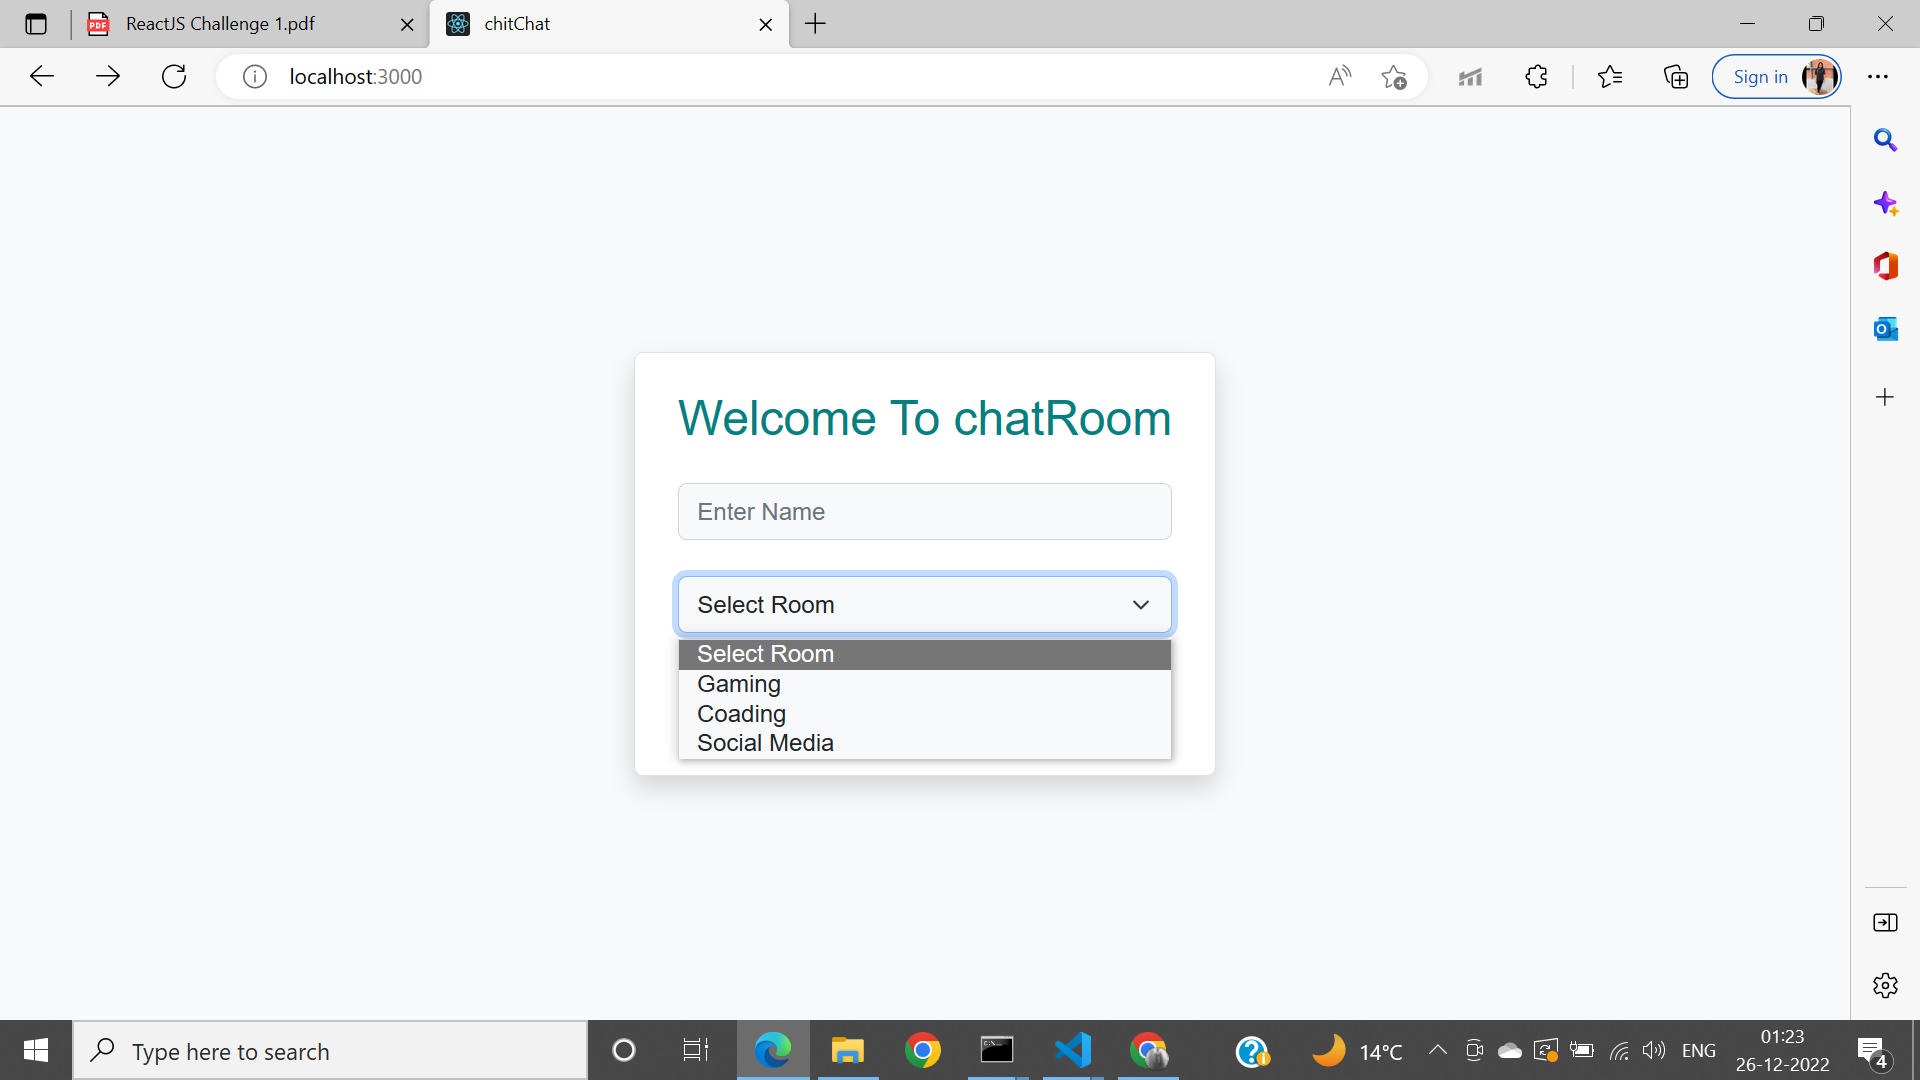 PDF
ReactJS Challenge 1.pdf
chitChat
localhost:3000
A
Sign in
Welcome To chatRoom
Enter Name
Select Room
Select Room
Gaming
Coading
Social Media
Type here to search
14°C
ENG
01:23
26-12-2022
4